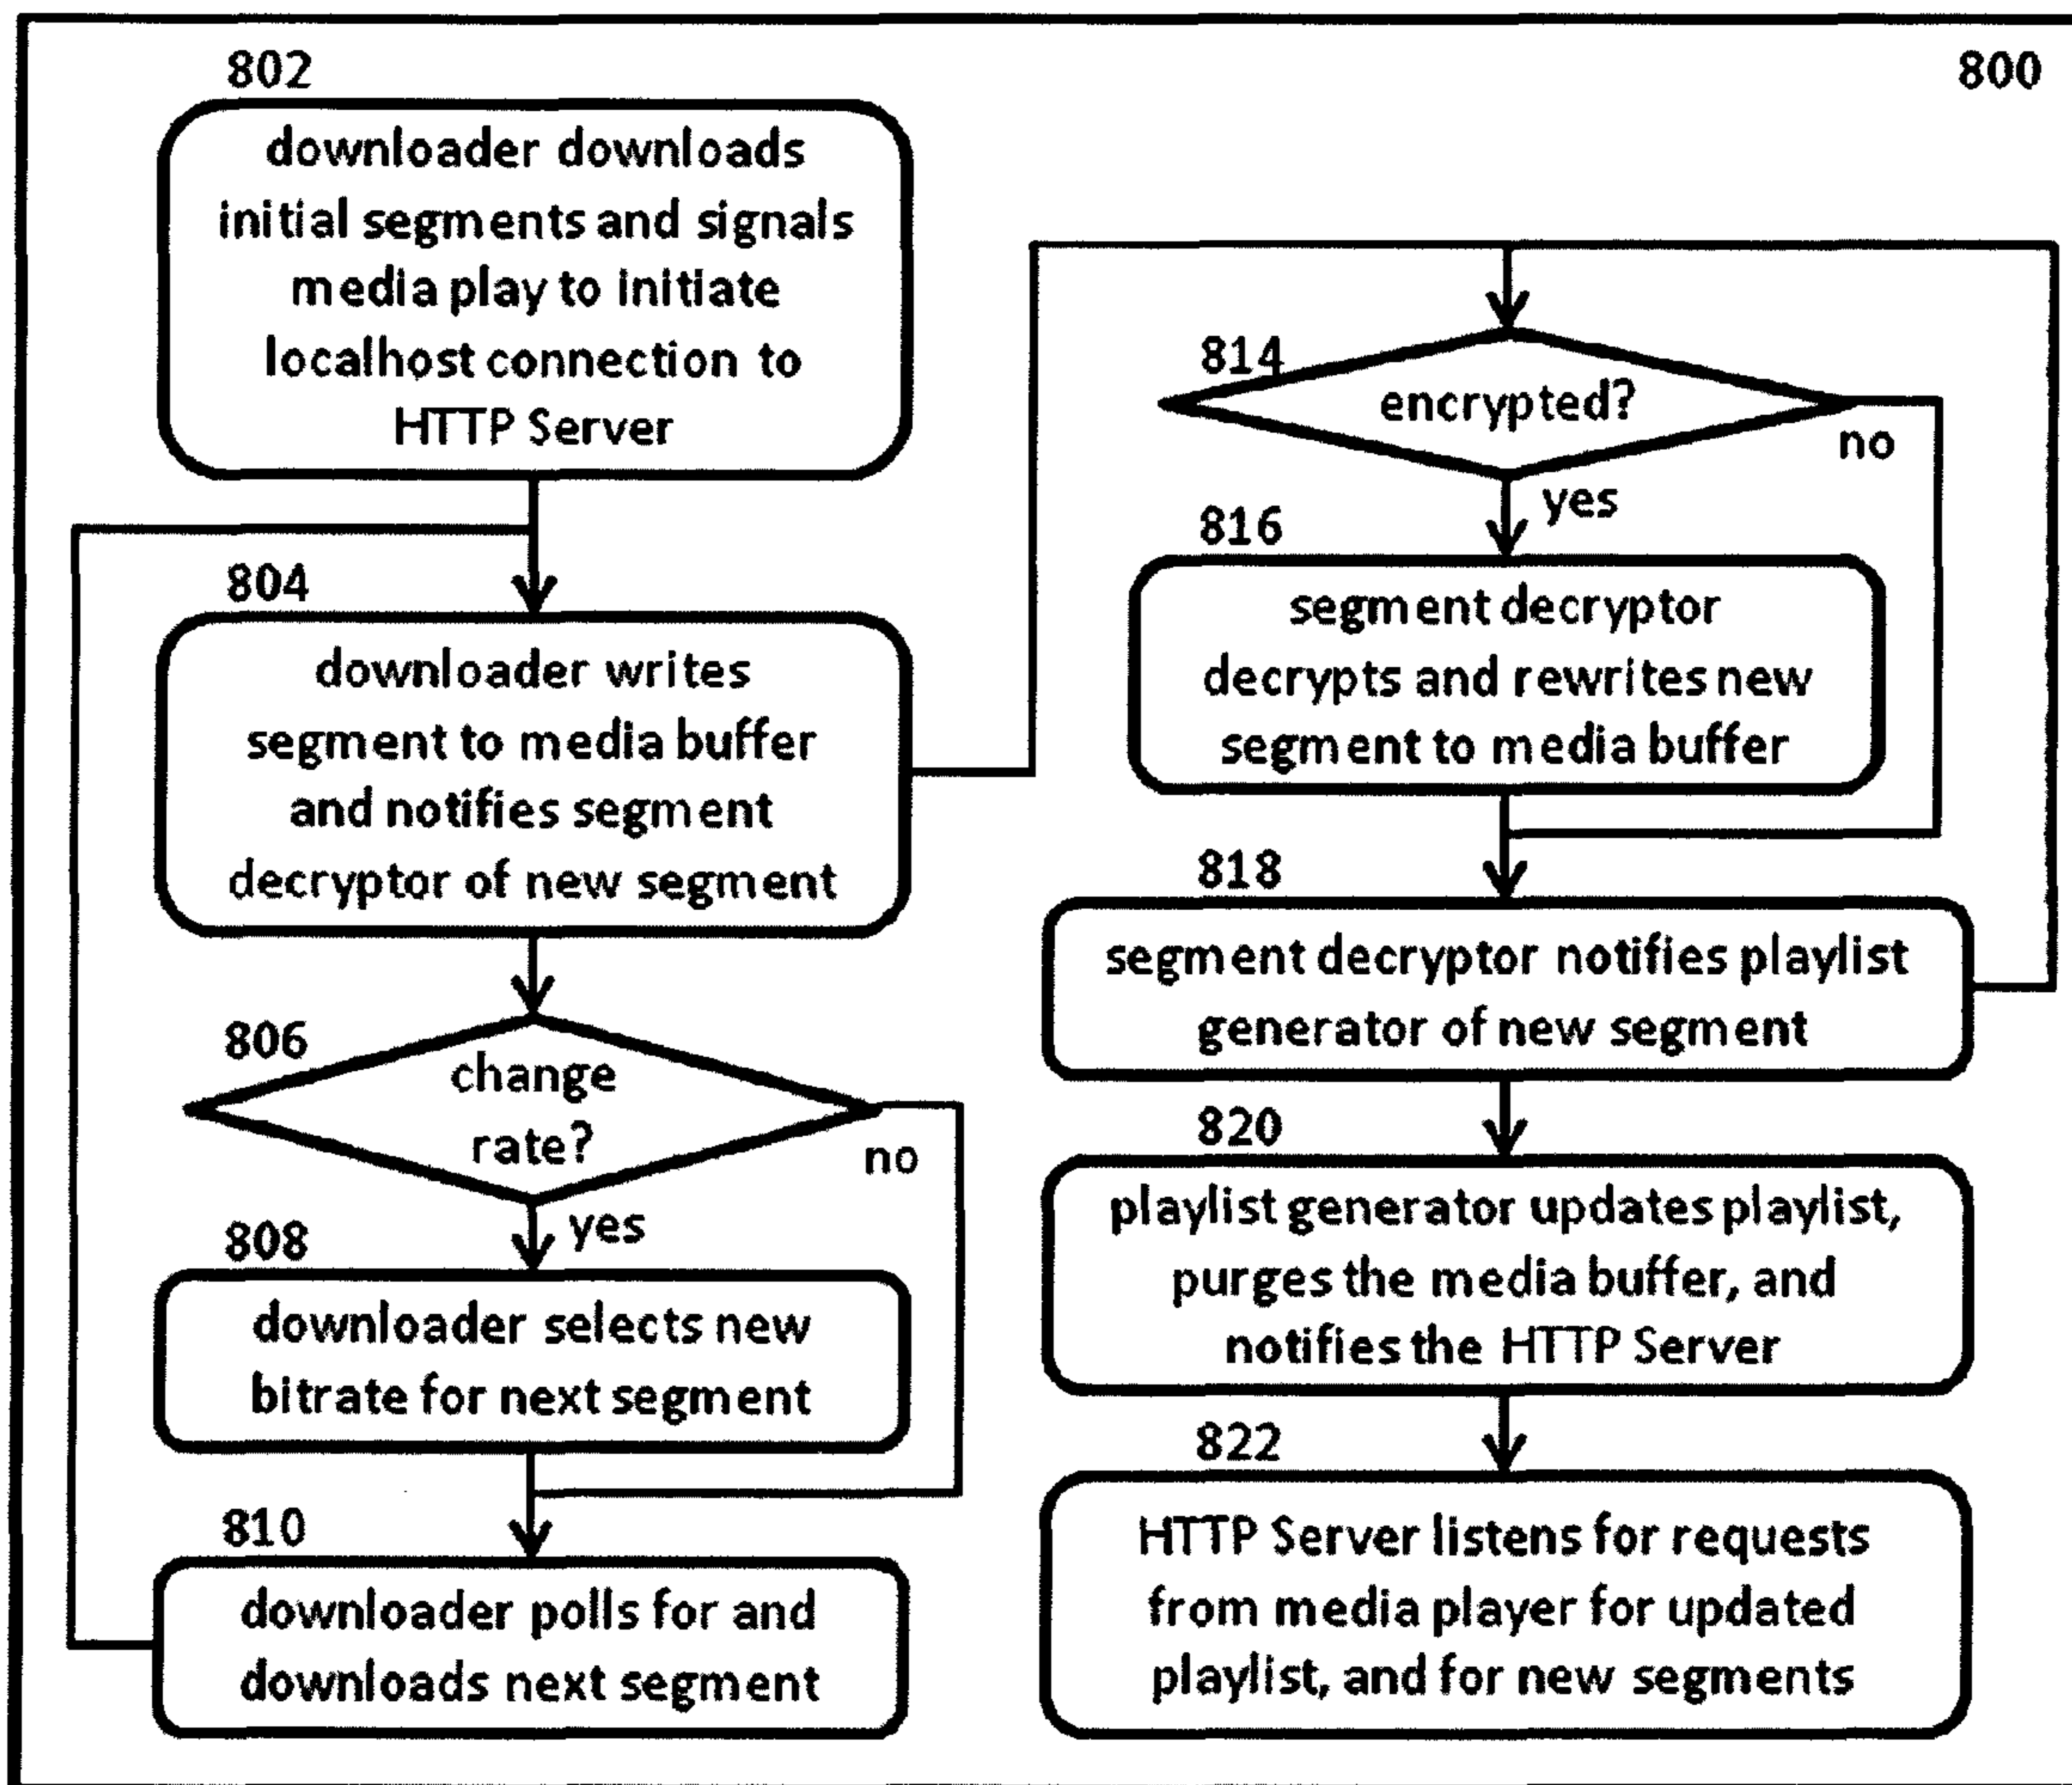 800
802
downloader downloads
initial segments and signals
media play to initiate
localhost connection to
HTTP Server
804
downloader writes
segment to media buffer
and notifies segment
decryptor of new segment
806
change
rate?
no
yes
808
downloader selects new
bitrate for next segment
810
downloader polls for and
downloads next segment
814
encrypted?
no
yes
816
segment decryptor
decrypts and rewrites new
segment to media buffer
818
segment decryptor notifies playlist
generator of new segment
820
playlist generator updates playlist,
purges the media buffer, and
notifies the HTTP Server
822
HTTP Server listens for requests
from media player for updated
playlist, and for new segments